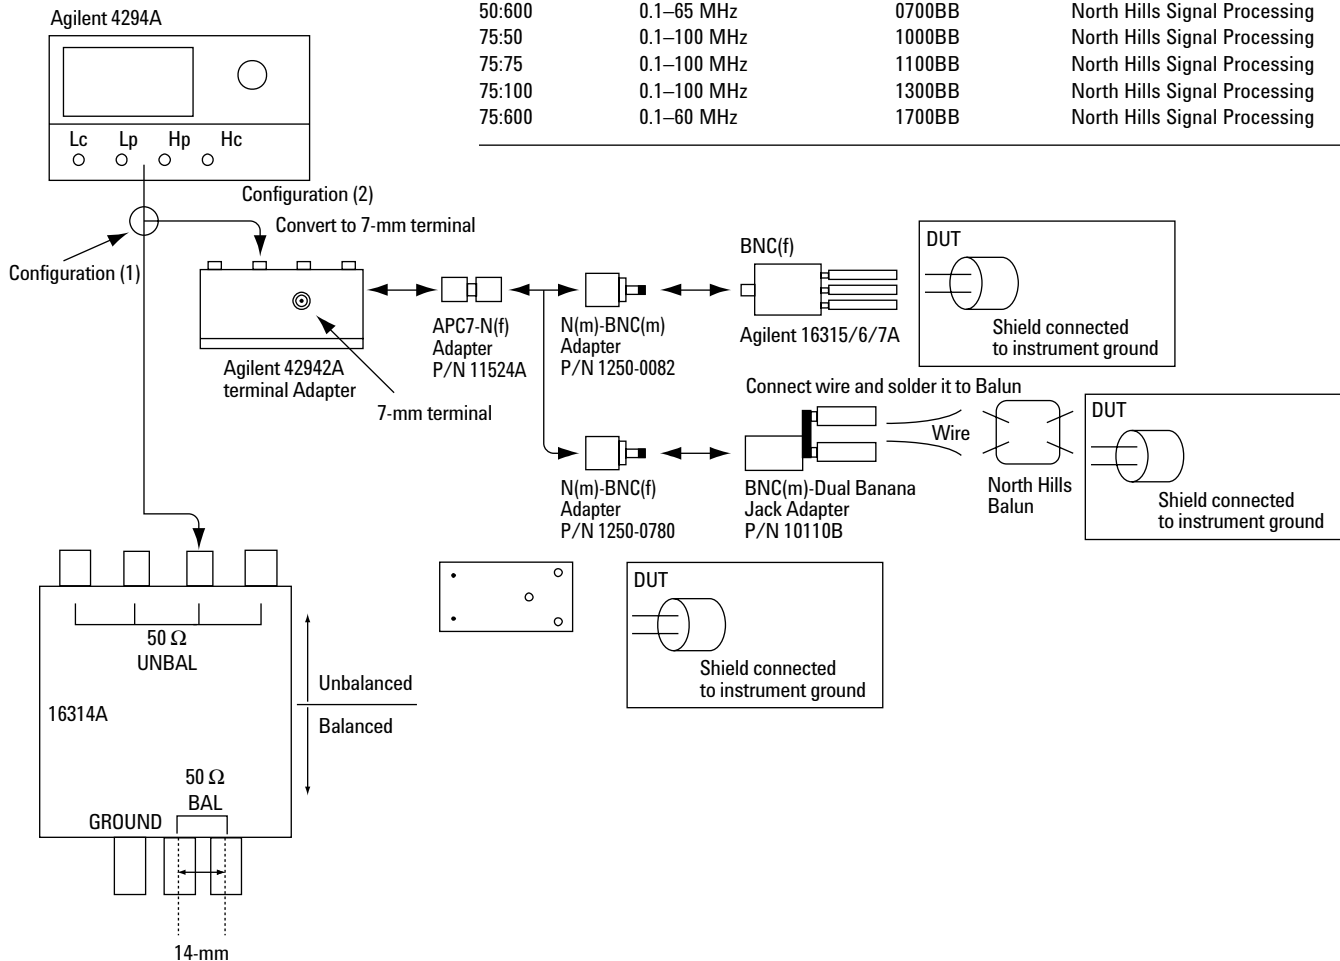 50:600 0.1–65 MHz 0700BB North Hills Signal Processing
75:50 0.1–100 MHz 1000BB North Hills Signal Processing
75:75 0.1–100 MHz 1100BB North Hills Signal Processing
75:100 0.1–100 MHz 1300BB North Hills Signal Processing
75:600 0.1–60 MHz 1700BB North Hills Signal Processing
Agilent 4294A
Lc Lp Hp Hc
Configuration (2)
Convert to 7-mm terminal
Configuration (1)
Agilent 42942A
terminal Adapter
7-mm terminal
APC7-N(f)
Adapter
P/N 11524A
N(m)-BNC(m)
Adapter
P/N 1250-0082
BNC(f)
Agilent 16315/6/7A
DUT
Shield connected
to instrument ground
Connect wire and solder it to Balun
Wire
N(m)-BNC(f)
Adapter
P/N 1250-0780
BNC(m)-Dual Banana
Jack Adapter
P/N 10110B
North Hills
Balun
DUT
Shield connected
to instrument ground
50 Ω
UNBAL
16314A
Unbalanced
Balanced
50 Ω
BAL
GROUND
14-mm
DUT
Shield connected
to instrument ground